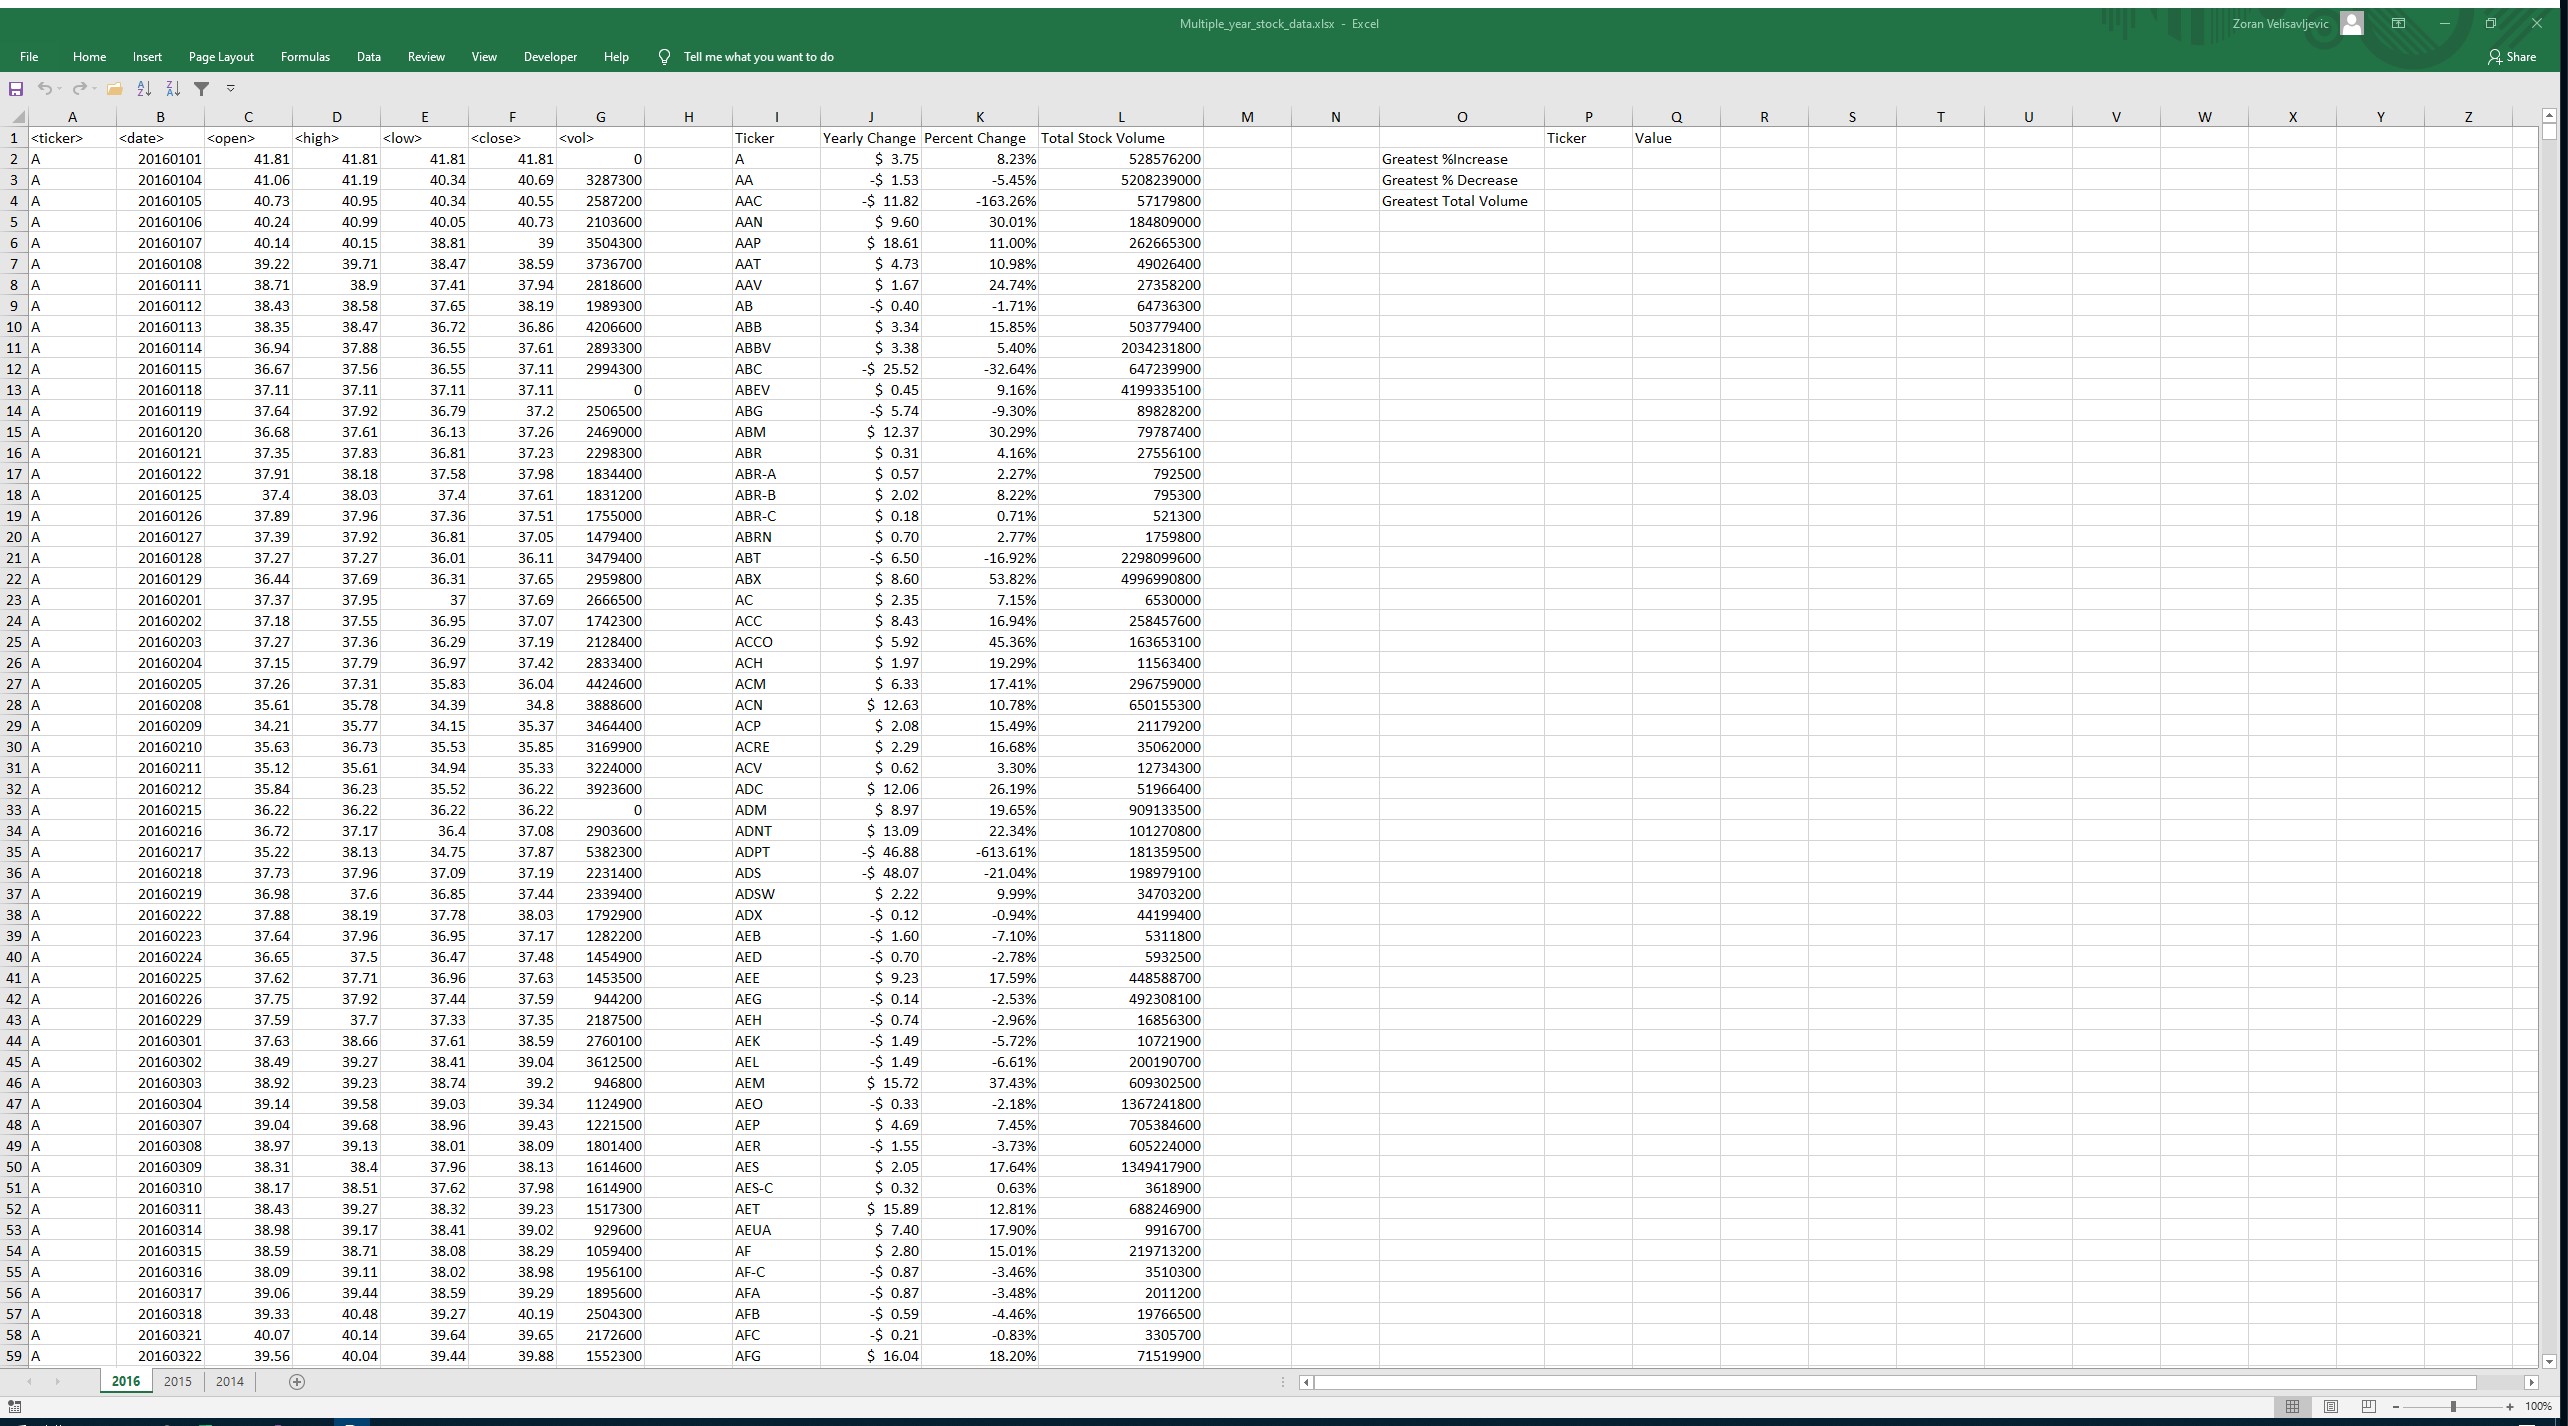 Multiple_year_stock_data.xlsx - Excel
Zoran Velisavljevic
File Home Insert Page Layout Formulas Data Review View Developer Help Tell me what you want to do Share
A B C D E F G H I J K L M N O P Q R S T U V W X Y Z
1 <ticker> <date> <open> <high> <low> <close> <vol> Ticker Yearly Change Percent Change Total Stock Volume Ticker Value
2 A 20160101 41.81 41.81 41.81 41.81 0 A $ 3.75 8.23% 528576200 Greatest %Increase
3 A 20160104 41.06 41.19 40.34 40.69 3287300 AA -$ 1.53 -5.45% 5208239000 Greatest % Decrease
4 A 20160105 40.73 40.95 40.34 40.55 2587200 AAC -$ 11.82 -163.26% 57179800 Greatest Total Volume
5 A 20160106 40.24 40.99 40.05 40.73 2103600 AAN $ 9.60 30.01% 184809000
6 A 20160107 40.14 40.15 38.81 39 3504300 AAP $ 18.61 11.00% 262665300
7 A 20160108 39.22 39.71 38.47 38.59 3736700 AAT $ 4.73 10.98% 49026400
8 A 20160111 38.71 38.9 37.41 37.94 2818600 AAV $ 1.67 24.74% 27358200
9 A 20160112 38.43 38.58 37.65 38.19 1989300 AB -$ 0.40 -1.71% 64736300
10 A 20160113 38.35 38.47 36.72 36.86 4206600 ABB $ 3.34 15.85% 503779400
11 A 20160114 36.94 37.88 36.55 37.61 2893300 ABBV $ 3.38 5.40% 2034231800
12 A 20160115 36.67 37.56 36.55 37.11 2994300 ABC -$ 25.52 -32.64% 647239900
13 A 20160118 37.11 37.11 37.11 37.11 0 ABEV $ 0.45 9.16% 4199335100
14 A 20160119 37.64 37.92 36.79 37.2 2506500 ABG -$ 5.74 -9.30% 89828200
15 A 20160120 36.68 37.61 36.13 37.26 2469000 ABM $ 12.37 30.29% 79787400
16 A 20160121 37.35 37.83 36.81 37.23 2298300 ABR $ 0.31 4.16% 27556100
17 A 20160122 37.91 38.18 37.58 37.98 1834400 ABR-A $ 0.57 2.27% 792500
18 A 20160125 37.4 38.03 37.4 37.61 1831200 ABR-B $ 2.02 8.22% 795300
19 A 20160126 37.89 37.96 37.36 37.51 1755000 ABR-C $ 0.18 0.71% 521300
20 A 20160127 37.39 37.92 36.81 37.05 1479400 ABRN $ 0.70 2.77% 1759800
21 A 20160128 37.27 37.27 36.01 36.11 3479400 ABT -$ 6.50 -16.92% 2298099600
22 A 20160129 36.44 37.69 36.31 37.65 2959800 ABX $ 8.60 53.82% 4996990800
23 A 20160201 37.37 37.95 37 37.69 2666500 AC $ 2.35 7.15% 6530000
24 A 20160202 37.18 37.55 36.95 37.07 1742300 ACC $ 8.43 16.94% 258457600
25 A 20160203 37.27 37.36 36.29 37.19 2128400 ACCO $ 5.92 45.36% 163653100
26 A 20160204 37.15 37.79 36.97 37.42 2833400 ACH $ 1.97 19.29% 11563400
27 A 20160205 37.26 37.31 35.83 36.04 4424600 ACM $ 6.33 17.41% 296759000
28 A 20160208 35.61 35.78 34.39 34.8 3888600 ACN $ 12.63 10.78% 650155300
29 A 20160209 34.21 35.77 34.15 35.37 3464400 ACP $ 2.08 15.49% 21179200
30 A 20160210 35.63 36.73 35.53 35.85 3169900 ACRE $ 2.29 16.68% 35062000
31 A 20160211 35.12 35.61 34.94 35.33 3224000 ACV $ 0.62 3.30% 12734300
32 A 20160212 35.84 36.23 35.52 36.22 3923600 ADC $ 12.06 26.19% 51966400
33 A 20160215 36.22 36.22 36.22 36.22 0 ADM $ 8.97 19.65% 909133500
34 A 20160216 36.72 37.17 36.4 37.08 2903600 ADNT $ 13.09 22.34% 101270800
35 A 20160217 35.22 38.13 34.75 37.87 5382300 ADPT -$ 46.88 -613.61% 181359500
36 A 20160218 37.73 37.96 37.09 37.19 2231400 ADS -$ 48.07 -21.04% 198979100
37 A 20160219 36.98 37.6 36.85 37.44 2339400 ADSW $ 2.22 9.99% 34703200
38 A 20160222 37.88 38.19 37.78 38.03 1792900 ADX -$ 0.12 -0.94% 44199400
39 A 20160223 37.64 37.96 36.95 37.17 1282200 AEB -$ 1.60 -7.10% 5311800
40 A 20160224 36.65 37.5 36.47 37.48 1454900 AED -$ 0.70 -2.78% 5932500
41 A 20160225 37.62 37.71 36.96 37.63 1453500 AEE $ 9.23 17.59% 448588700
42 A 20160226 37.75 37.92 37.44 37.59 944200 AEG -$ 0.14 -2.53% 492308100
43 A 20160229 37.59 37.7 37.33 37.35 2187500 AEH -$ 0.74 -2.96% 16856300
44 A 20160301 37.63 38.66 37.61 38.59 2760100 AEK -$ 1.49 -5.72% 10721900
45 A 20160302 38.49 39.27 38.41 39.04 3612500 AEL -$ 1.49 -6.61% 200190700
46 A 20160303 38.92 39.23 38.74 39.2 946800 AEM $ 15.72 37.43% 609302500
47 A 20160304 39.14 39.58 39.03 39.34 1124900 AEO -$ 0.33 -2.18% 1367241800
48 A 20160307 39.04 39.68 38.96 39.43 1221500 AEP $ 4.69 7.45% 705384600
49 A 20160308 38.97 39.13 38.01 38.09 1801400 AER -$ 1.55 -3.73% 605224000
50 A 20160309 38.31 38.4 37.96 38.13 1614600 AES $ 2.05 17.64% 1349417900
51 A 20160310 38.17 38.51 37.62 37.98 1614900 AES-C $ 0.32 0.63% 3618900
52 A 20160311 38.43 39.27 38.32 39.23 1517300 AET $ 15.89 12.81% 688246900
53 A 20160314 38.98 39.17 38.41 39.02 929600 AEUA $ 7.40 17.90% 9916700
54 A 20160315 38.59 38.71 38.08 38.29 1059400 AF $ 2.80 15.01% 219713200
55 A 20160316 38.09 39.11 38.02 38.98 1956100 AF-C -$ 0.87 -3.46% 3510300
56 A 20160317 39.06 39.44 38.59 39.29 1895600 AFA -$ 0.87 -3.48% 2011200
57 A 20160318 39.33 40.48 39.27 40.19 2504300 AFB -$ 0.59 -4.46% 19766500
58 A 20160321 40.07 40.14 39.64 39.65 2172600 AFC -$ 0.21 -0.83% 3305700
59 A 20160322 39.56 40.04 39.44 39.88 1552300 AFG $ 16.04 18.20% 71519900
2016 2015 2014
100%